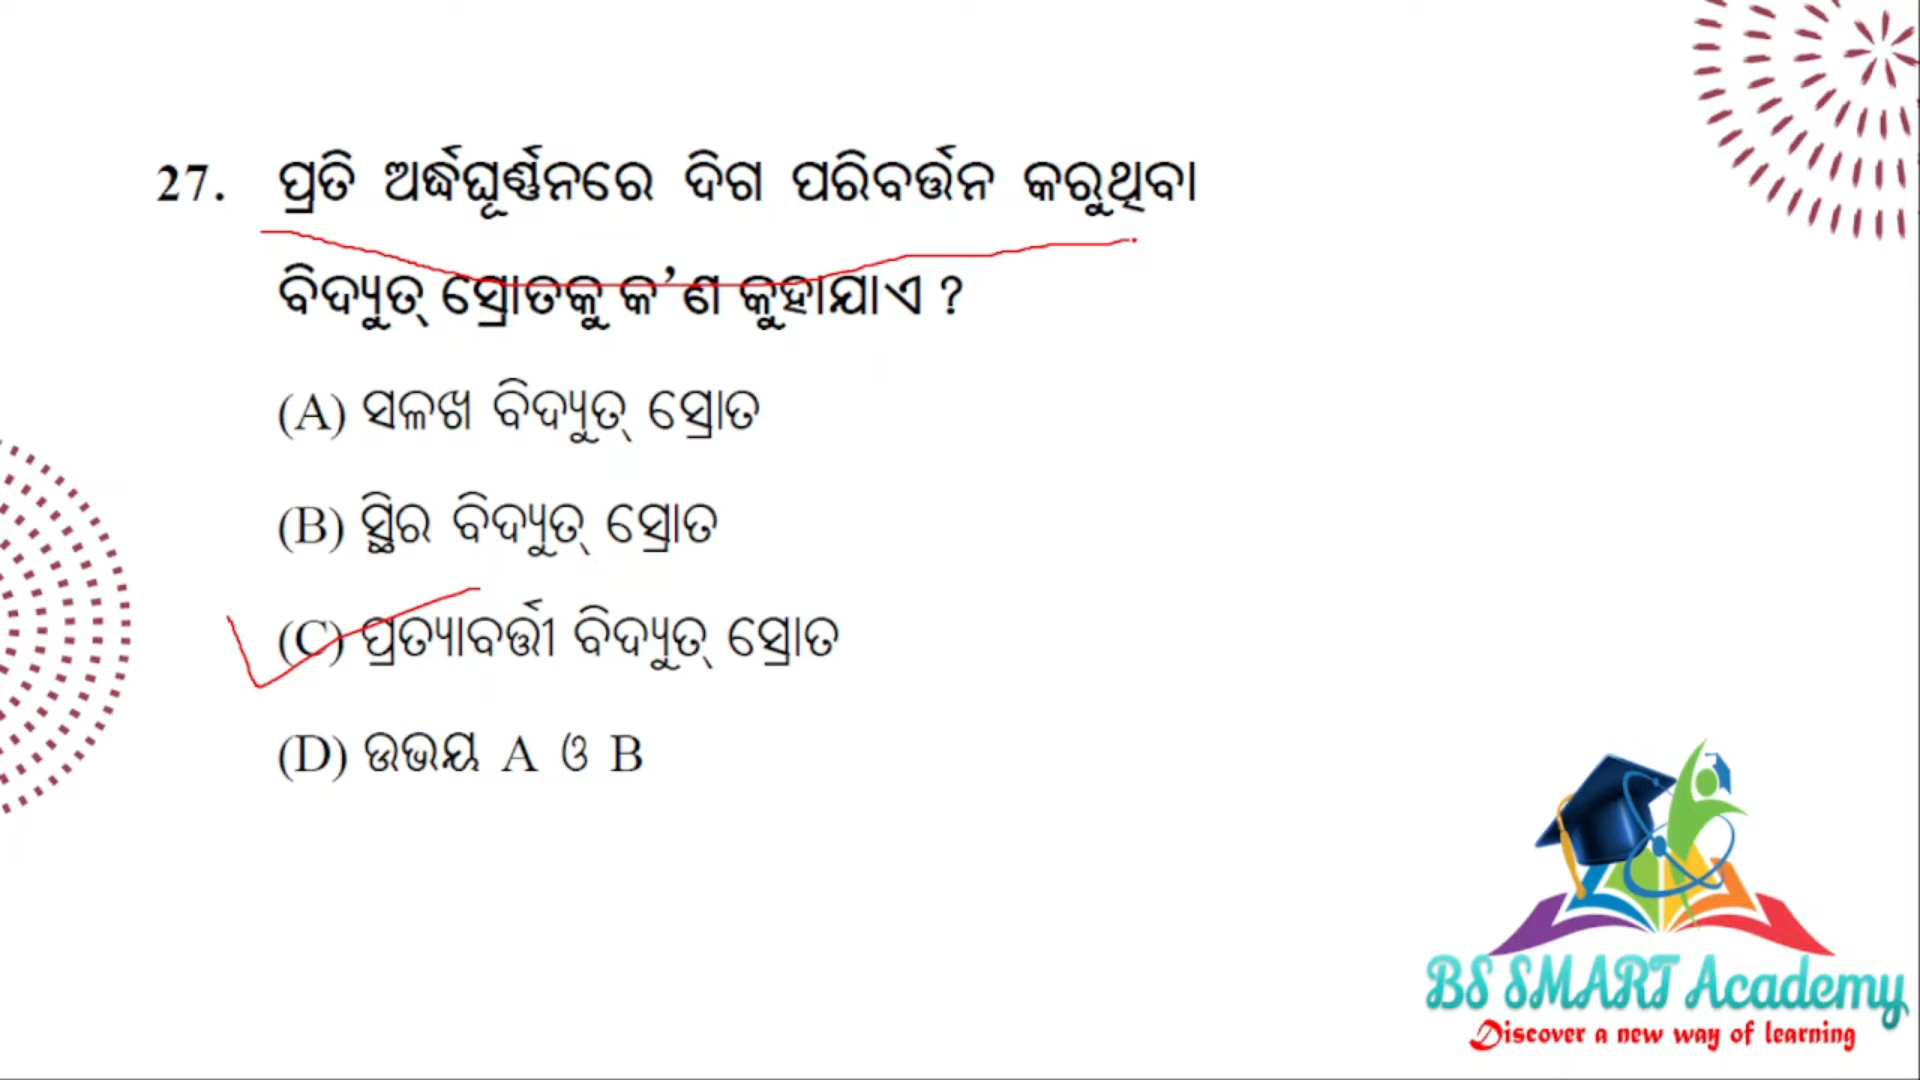 27. ପ୍ରତି ଅର୍ଦ୍ଧଘୂର୍ଣ୍ଣନରେ ଦିଗ ପରିବର୍ତ୍ତନ କରୁଥିବା
ବିଦ୍ୟୁତ୍ ସ୍ରୋତକୁ କ’ଣ କୁହାଯାଏ ?
(A) ସଳଖ ବିଦ୍ୟୁତ୍ ସ୍ରୋତ
(B) ସ୍ଥିର ବିଦ୍ୟୁତ୍ ସ୍ରୋତ
(C) ପ୍ରତ୍ୟାବର୍ତ୍ତୀ ବିଦ୍ୟୁତ୍ ସ୍ରୋତ
(D) ଉଭୟ A ଓ B
BS SMART Academy
Discover a new way of learning